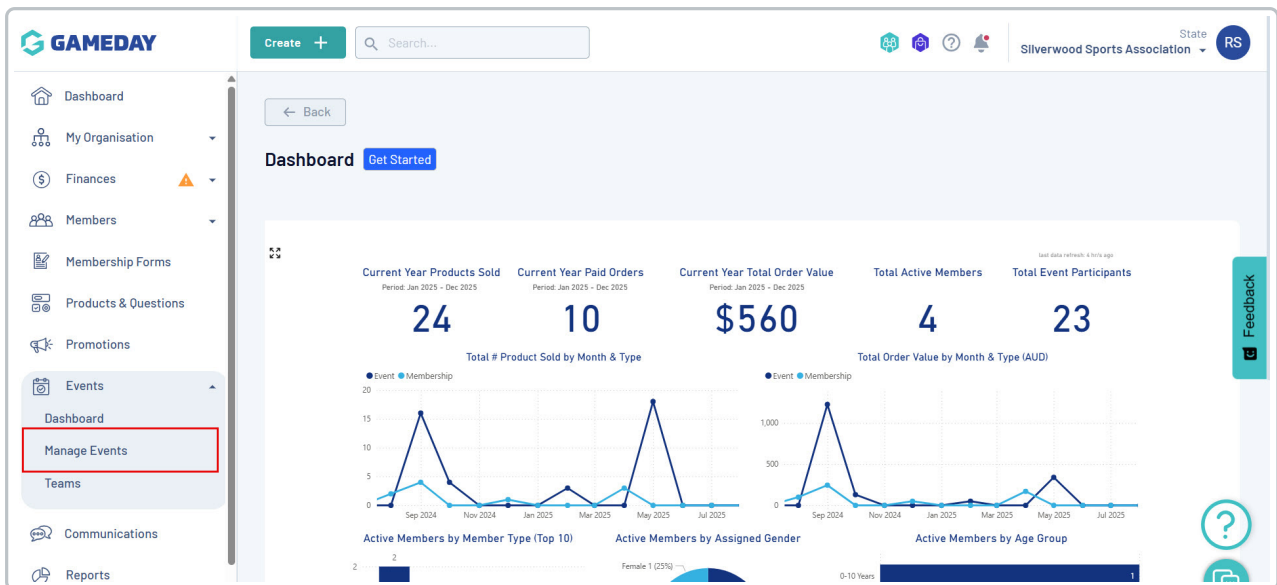 GAMEDAY
Create +
Search...
State
Silverwood Sports Association
RS
Dashboard
My Organisation
Finances
Members
Membership Forms
Products & Questions
Promotions
Events
Dashboard
Manage Events
Teams
Communications
Reports
← Back
Dashboard Get Started
last data refresh: 4 hrs ago
Current Year Products Sold
Period: Jan 2025 - Dec 2025
24
Current Year Paid Orders
Period: Jan 2025 - Dec 2025
10
Current Year Total Order Value
Period: Jan 2025 - Dec 2025
$560
Total Active Members
4
Total Event Participants
23
Total # Product Sold by Month & Type
Event Membership
20
15
10
5
0
Sep 2024 Nov 2024 Jan 2025 Mar 2025 May 2025 Jul 2025
Total Order Value by Month & Type (AUD)
Event Membership
1,000
500
0
Sep 2024 Nov 2024 Jan 2025 Mar 2025 May 2025 Jul 2025
Active Members by Member Type (Top 10)
2
2
Active Members by Assigned Gender
Female 1 (25%)
Active Members by Age Group
0-10 Years
1
Feedback
?